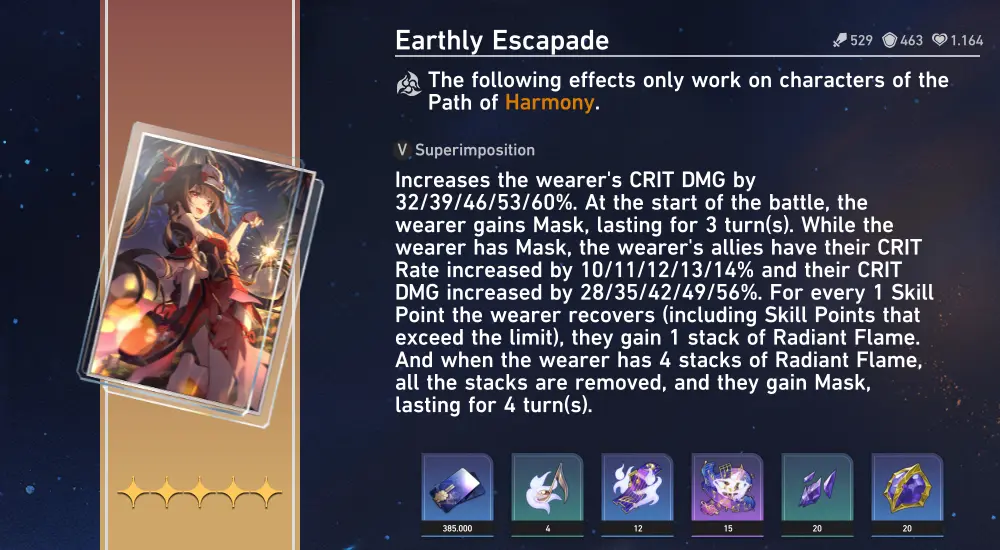 Earthly Escapade
529 463 1.164
The following effects only work on characters of the
Path of Harmony.
V Superimposition
Increases the wearer's CRIT DMG by
32/39/46/53/60%. At the start of the battle, the
wearer gains Mask, lasting for 3 turn(s). While the
wearer has Mask, the wearer's allies have their CRIT
Rate increased by 10/11/12/13/14% and their CRIT
DMG increased by 28/35/42/49/56%. For every 1 Skill
Point the wearer recovers (including Skill Points that
exceed the limit), they gain 1 stack of Radiant Flame.
And when the wearer has 4 stacks of Radiant Flame,
all the stacks are removed, and they gain Mask,
lasting for 4 turn(s).
385.000 4 12 15 20 20